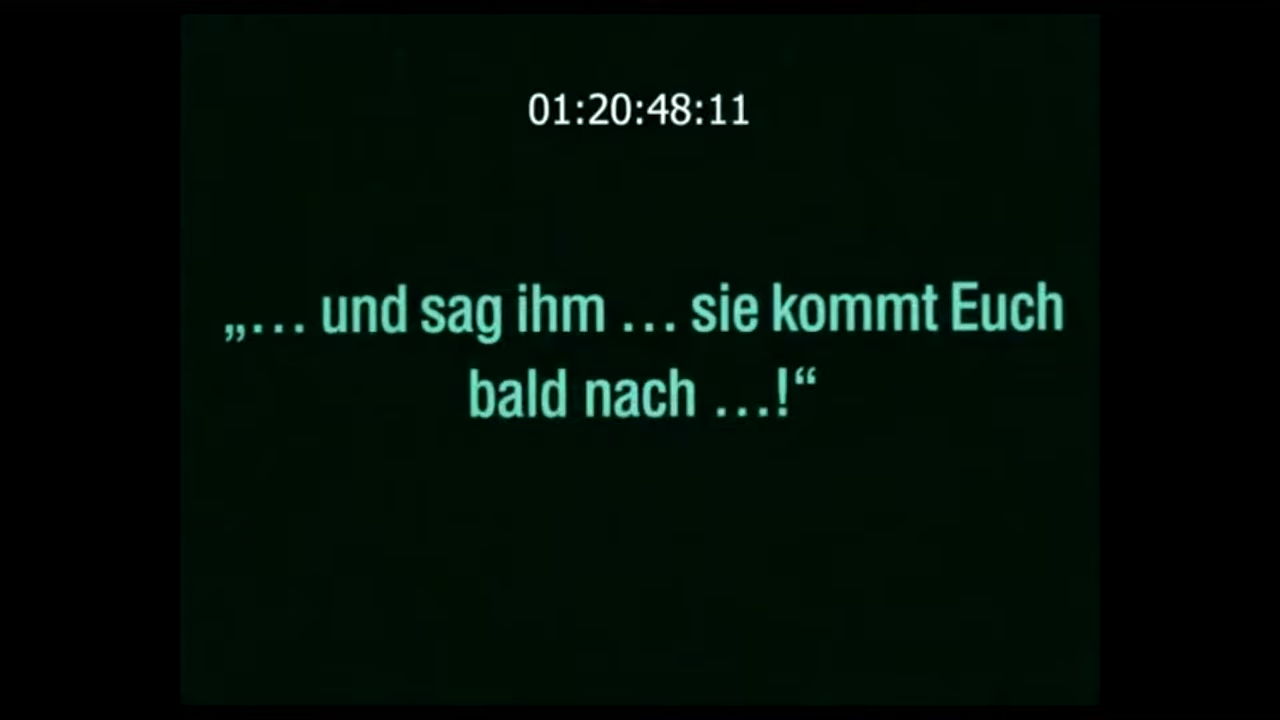 01:20:48:11
„... und sag ihm ... sie kommt Euch
bald nach ...!“